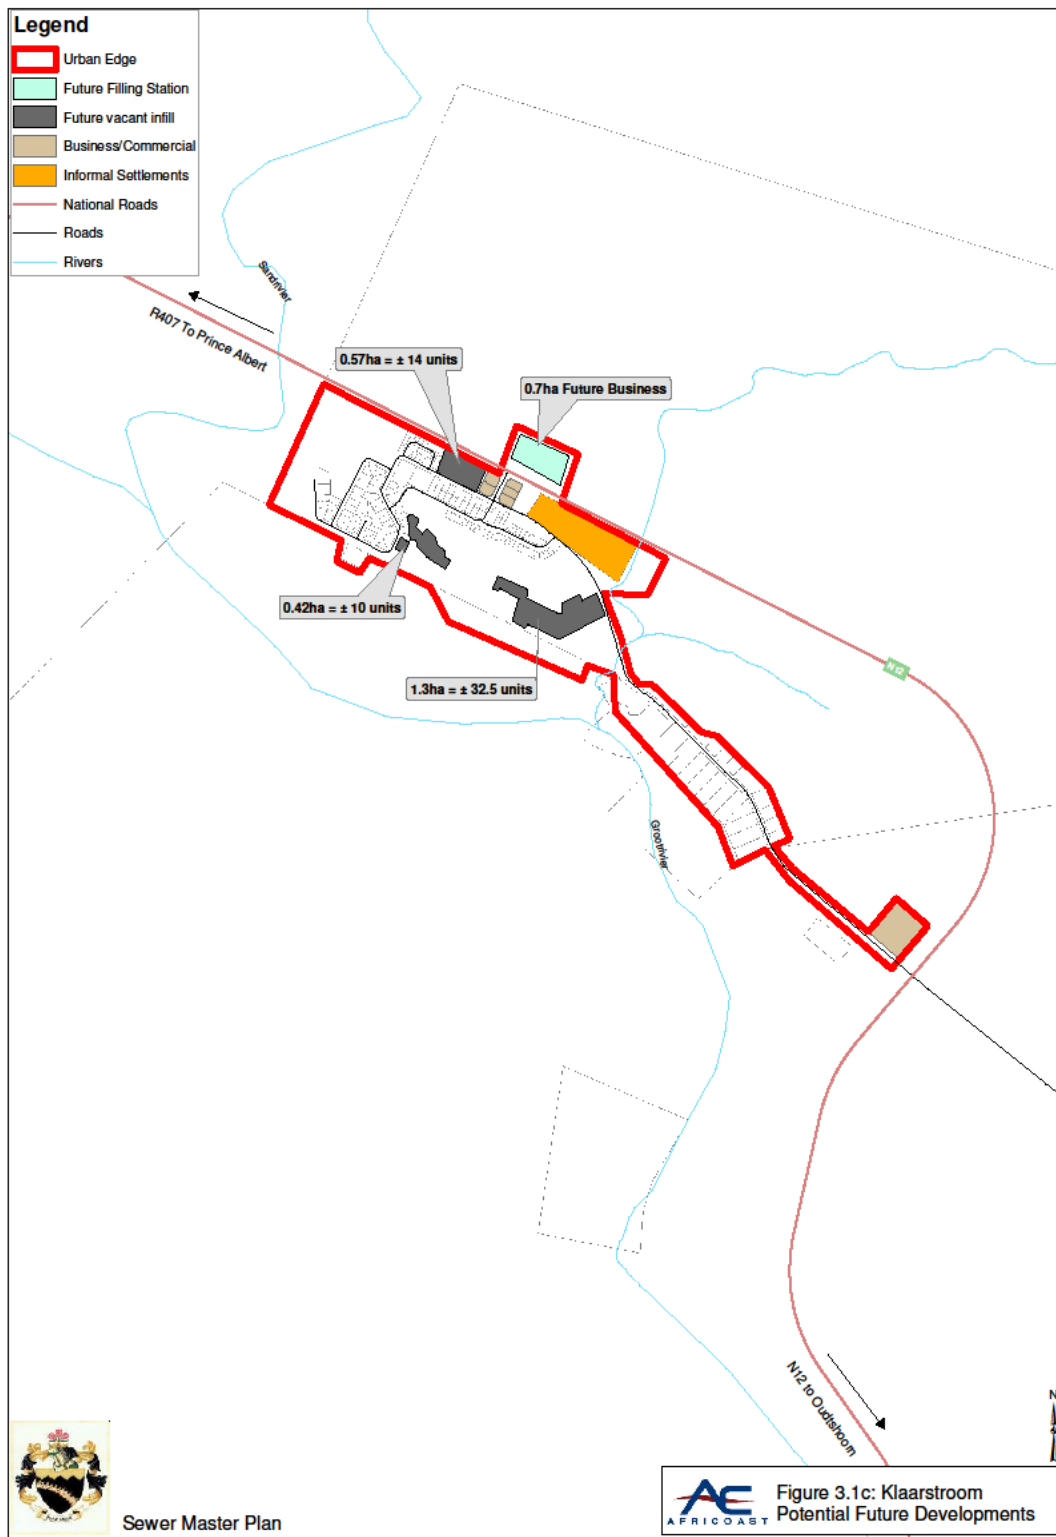 Legend
Urban Edge
Future Filling Station
Future vacant infill
Business/Commercial
Informal Settlements
National Roads
Roads
Rivers
Sandrivier
R407 To Prince Albert
0.57ha = ± 14 units
0.7ha Future Business
0.42ha = ± 10 units
1.3ha = ± 32.5 units
N12
Grootrivier
N12 to Oudtshoorn
N
Sewer Master Plan
AFRICOAST
Figure 3.1c: Klaarstroom
Potential Future Developments